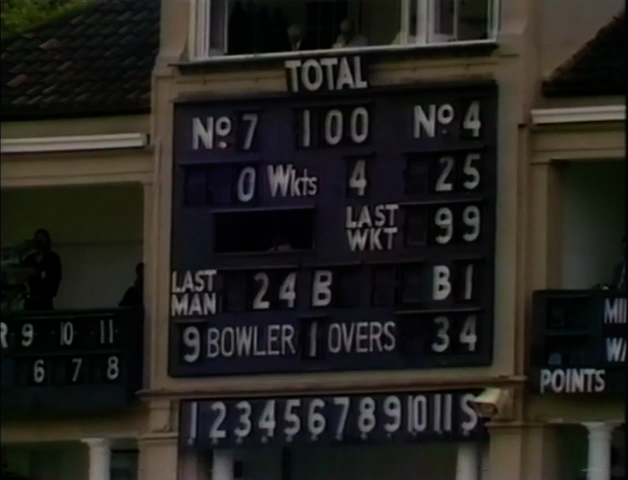 TOTAL
No 7 100 No 4
0 Wkts 4 25
LAST WKT 99
LAST MAN 24 B B1
9 BOWLER 1 OVERS 34
R 9 10 11
6 7 8
1 2 3 4 5 6 7 8 9 10 11 S
POINTS